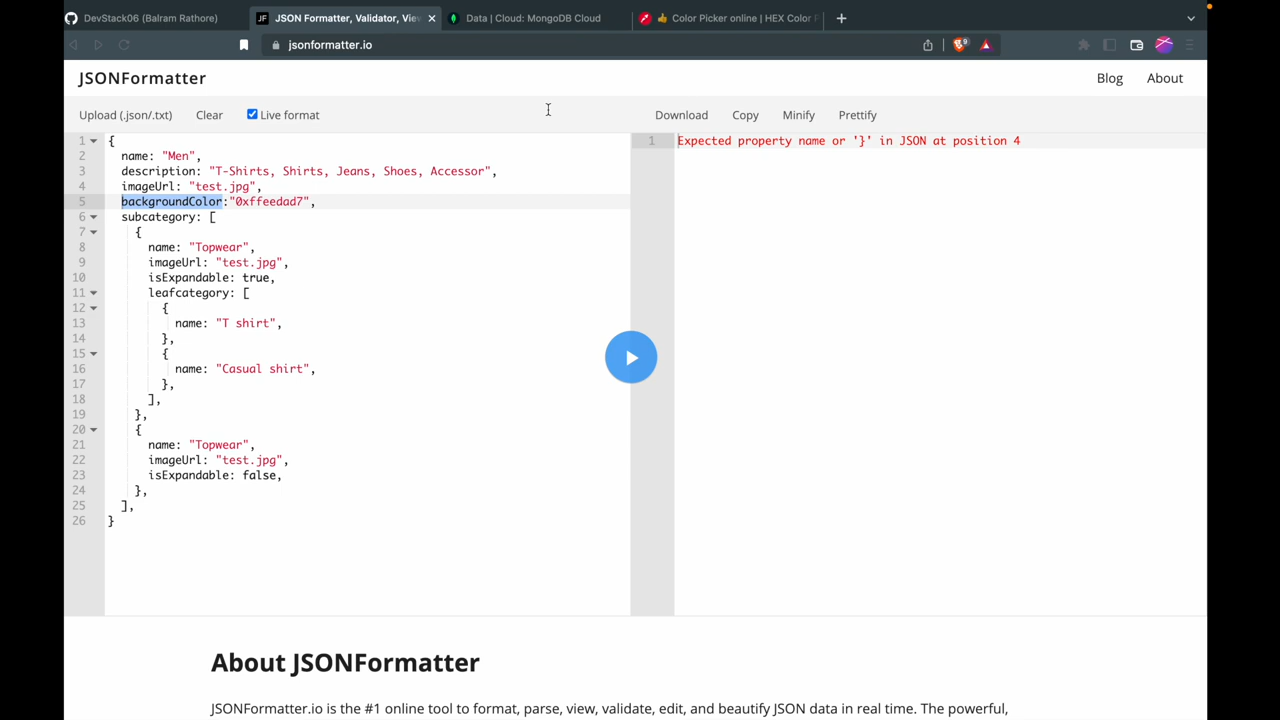 DevStack06 (Balram Rathore)
JF JSON Formatter, Validator, Vie
Data | Cloud: MongoDB Cloud
👍 Color Picker online | HEX Color P
jsonformatter.io
9
JSONFormatter
Blog
About
Upload (.json/.txt)
Clear
Live format
Download
Copy
Minify
Prettify
1 {
2 name: "Men",
3 description: "T-Shirts, Shirts, Jeans, Shoes, Accessor",
4 imageUrl: "test.jpg",
5 backgroundColor:"0xffeedad7",
6 subcategory: [
7 {
8 name: "Topwear",
9 imageUrl: "test.jpg",
10 isExpandable: true,
11 leafcategory: [
12 {
13 name: "T shirt",
14 },
15 {
16 name: "Casual shirt",
17 },
18 ],
19 },
20 {
21 name: "Topwear",
22 imageUrl: "test.jpg",
23 isExpandable: false,
24 },
25 ],
26 }
1 Expected property name or '}' in JSON at position 4
About JSONFormatter
JSONFormatter.io is the #1 online tool to format, parse, view, validate, edit, and beautify JSON data in real time. The powerful,